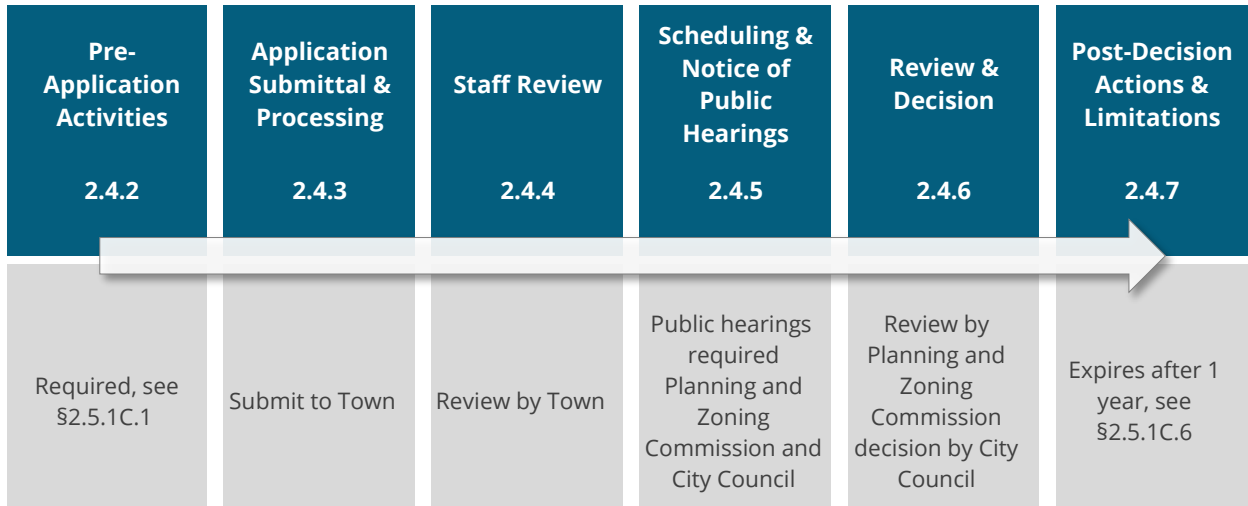 Pre-
Application
Activities
2.4.2
Application
Submittal &
Processing
2.4.3
Staff Review
2.4.4
Scheduling &
Notice of
Public
Hearings
2.4.5
Review &
Decision
2.4.6
Post-Decision
Actions &
Limitations
2.4.7
Required, see
§2.5.1C.1
Submit to Town
Review by Town
Public hearings
required
Planning and
Zoning
Commission and
City Council
Review by
Planning and
Zoning
Commission
decision by City
Council
Expires after 1
year, see
§2.5.1C.6